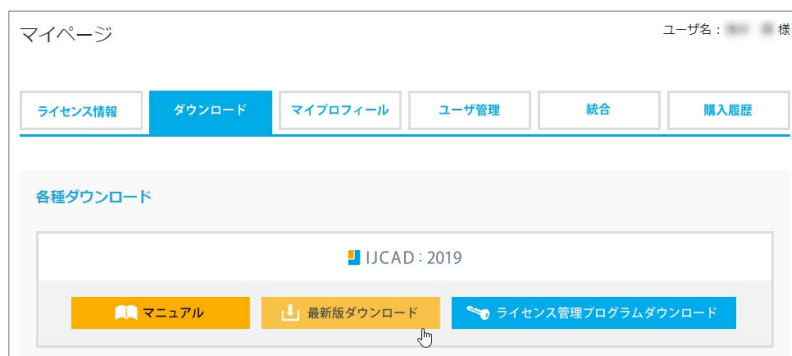 マイページ
ユーザ名： 様
ライセンス情報 ダウンロード マイプロフィール ユーザ管理 統合 購入履歴
各種ダウンロード
IJCAD：2019
マニュアル 最新版ダウンロード ライセンス管理プログラムダウンロード